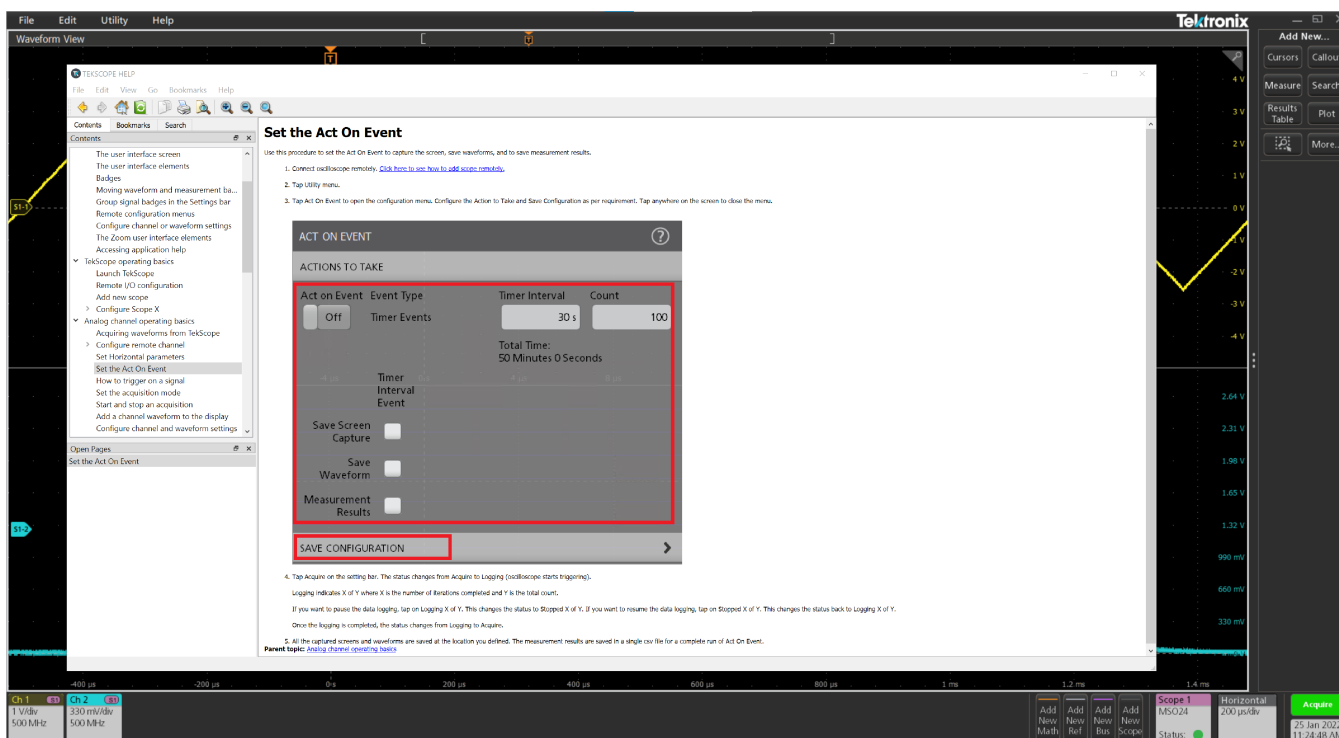 File Edit Utility Help
Tektronix
Waveform View
Add New...
Cursors
Callou
Measure
Search
Results Table
Plot
More...
TEKSCOPE HELP
File Edit View Go Bookmarks Help
Contents Bookmarks Search
Contents
The user interface screen
The user interface elements
Badges
Moving waveform and measurement ba...
Group signal badges in the Settings bar
Remote configuration menus
Configure channel or waveform settings
The Zoom user interface elements
Accessing application help
TekScope operating basics
Launch TekScope
Remote I/O configuration
Add new scope
Configure Scope X
Analog channel operating basics
Acquiring waveforms from TekScope
Configure remote channel
Set Horizontal parameters
Set the Act On Event
How to trigger on a signal
Set the acquisition mode
Start and stop an acquisition
Add a channel waveform to the display
Configure channel and waveform settings
Open Pages
Set the Act On Event
Set the Act On Event
Use this procedure to set the Act On Event to capture the screen, save waveforms, and to save measurement results.
1. Connect oscilloscope remotely. Click here to see how to add scope remotely.
2. Tap Utility menu.
3. Tap Act On Event to open the configuration menu. Configure the Action to Take and Save Configuration as per requirement. Tap anywhere on the screen to close the menu.
ACT ON EVENT
?
ACTIONS TO TAKE
Act on Event Event Type Timer Interval Count
Off Timer Events 30 s 100
Total Time:
50 Minutes 0 Seconds
Timer
Interval
Event
Save Screen
Capture
Save
Waveform
Measurement
Results
SAVE CONFIGURATION
4. Tap Acquire on the setting bar. The status changes from Acquire to Logging (oscilloscope starts triggering).
Logging indicates X of Y where X is the number of iterations completed and Y is the total count.
If you want to pause the data logging, tap on Logging X of Y. This changes the status to Stopped X of Y. If you want to resume the data logging, tap on Stopped X of Y. This changes the status back to Logging X of Y.
Once the logging is completed, the status changes from Logging to Acquire.
5. All the captured screens and waveforms are saved at the location you defined. The measurement results are saved in a single csv file for a complete run of Act On Event.
Parent topic: Analog channel operating basics
T
T
S1-1
S1-2
4 V
3 V
2 V
1 V
0 V
-2 V
-3 V
-4 V
2.64 V
2.31 V
1.98 V
1.65 V
1.32 V
990 mV
660 mV
330 mV
-400 µs -200 µs 0 s 200 µs 400 µs 600 µs 800 µs 1 ms 1.2 ms 1.4 ms
Ch 1 S1
1 V/div
500 MHz
Ch 2 S1
330 mV/div
500 MHz
Add New Math
Add New Ref
Add New Bus
Add New Scope
Scope 1
MSO24
Status:
Horizontal
200 µs/div
Acquire
11:24:48 AM